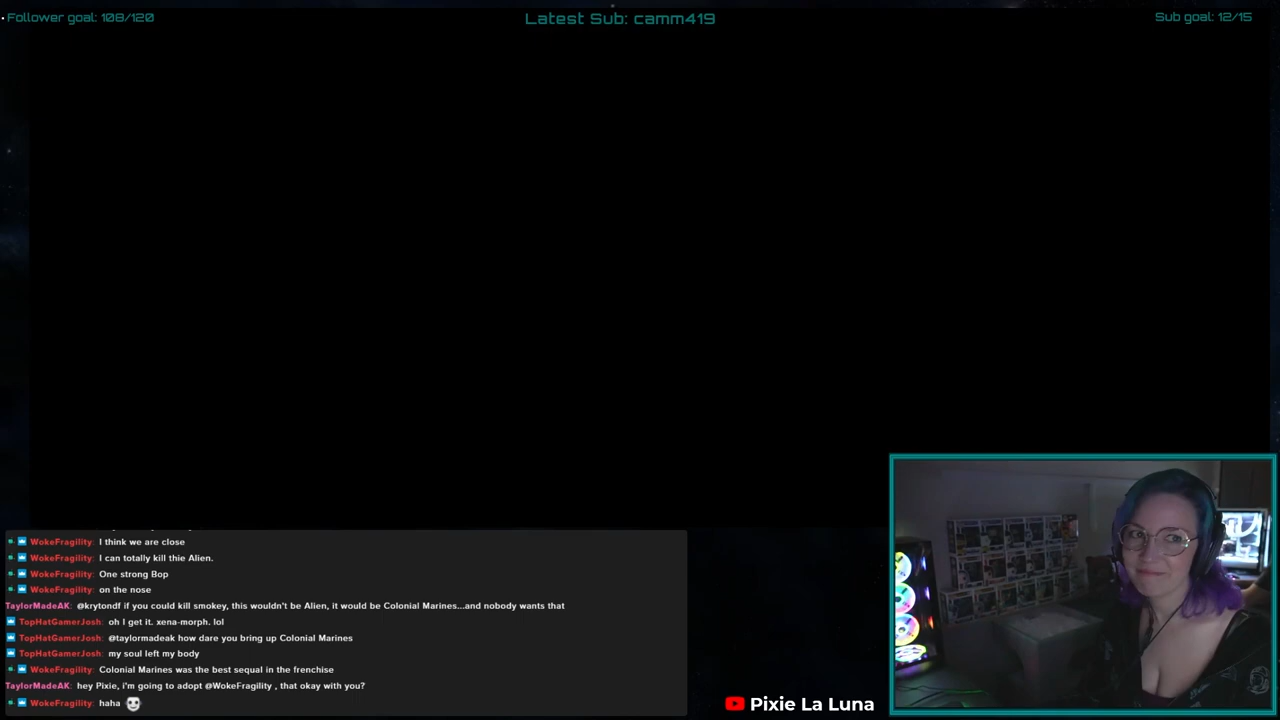 Follower goal: 108/120
Latest Sub: camm419
Sub goal: 12/15
WokeFragility: I think we are close
WokeFragility: I can totally kill thie Alien.
WokeFragility: One strong Bop
WokeFragility: on the nose
TaylorMadeAK: @krytondf if you could kill smokey, this wouldn't be Alien, it would be Colonial Marines...and nobody wants that
TopHatGamerJosh: oh I get it. xena-morph. lol
TopHatGamerJosh: @taylormadeak how dare you bring up Colonial Marines
TopHatGamerJosh: my soul left my body
WokeFragility: Colonial Marines was the best sequal in the frenchise
TaylorMadeAK: hey Pixie, i'm going to adopt @WokeFragility , that okay with you?
WokeFragility: haha
Pixie La Luna